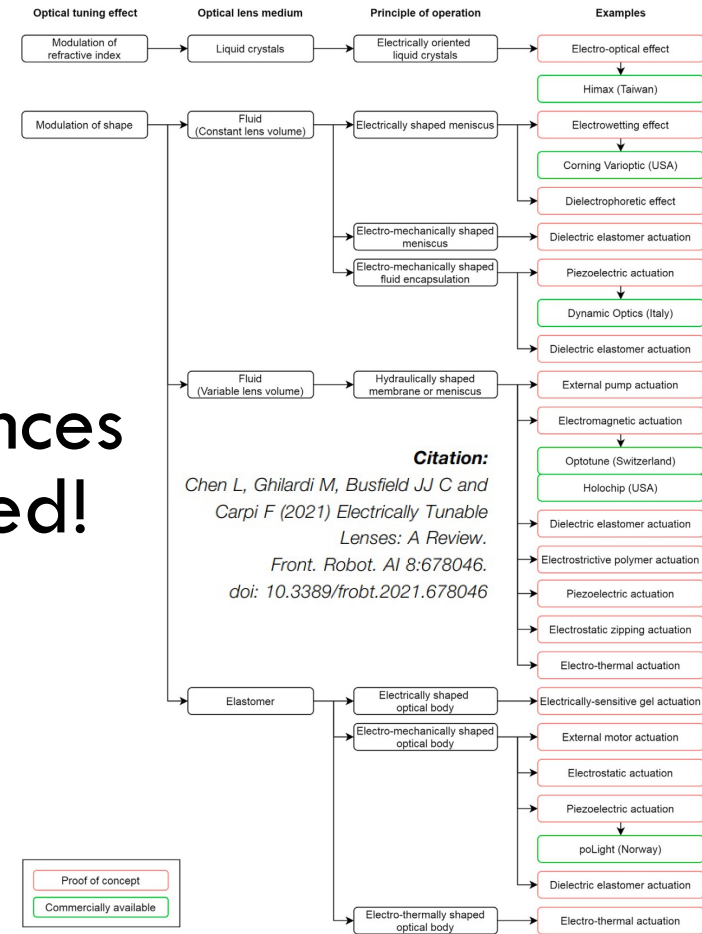 Optical tuning effect
Optical lens medium
Principle of operation
Examples
Modulation of
refractive index
Liquid crystals
Electrically oriented
liquid crystals
Electro-optical effect
Himax (Taiwan)
Modulation of shape
Fluid
(Constant lens volume)
Electrically shaped meniscus
Electrowetting effect
Corning Varioptic (USA)
Dielectrophoretic effect
Electro-mechanically shaped
meniscus
Dielectric elastomer actuation
Electro-mechanically shaped
fluid encapsulation
Piezoelectric actuation
Dynamic Optics (Italy)
Dielectric elastomer actuation
Fluid
(Variable lens volume)
Hydraulically shaped
membrane or meniscus
External pump actuation
Electromagnetic actuation
Optotune (Switzerland)
Holochip (USA)
Dielectric elastomer actuation
Electrostrictive polymer actuation
Piezoelectric actuation
Electrostatic zipping actuation
Electro-thermal actuation
nces
ed!
Citation:
Chen L, Ghilardi M, Busfield JJ C and
Carpi F (2021) Electrically Tunable
Lenses: A Review.
Front. Robot. AI 8:678046.
doi: 10.3389/frobt.2021.678046
Elastomer
Electrically shaped
optical body
Electrically-sensitive gel actuation
Electro-mechanically shaped
optical body
External motor actuation
Electrostatic actuation
Piezoelectric actuation
poLight (Norway)
Dielectric elastomer actuation
Electro-thermally shaped
optical body
Electro-thermal actuation
Proof of concept
Commercially available